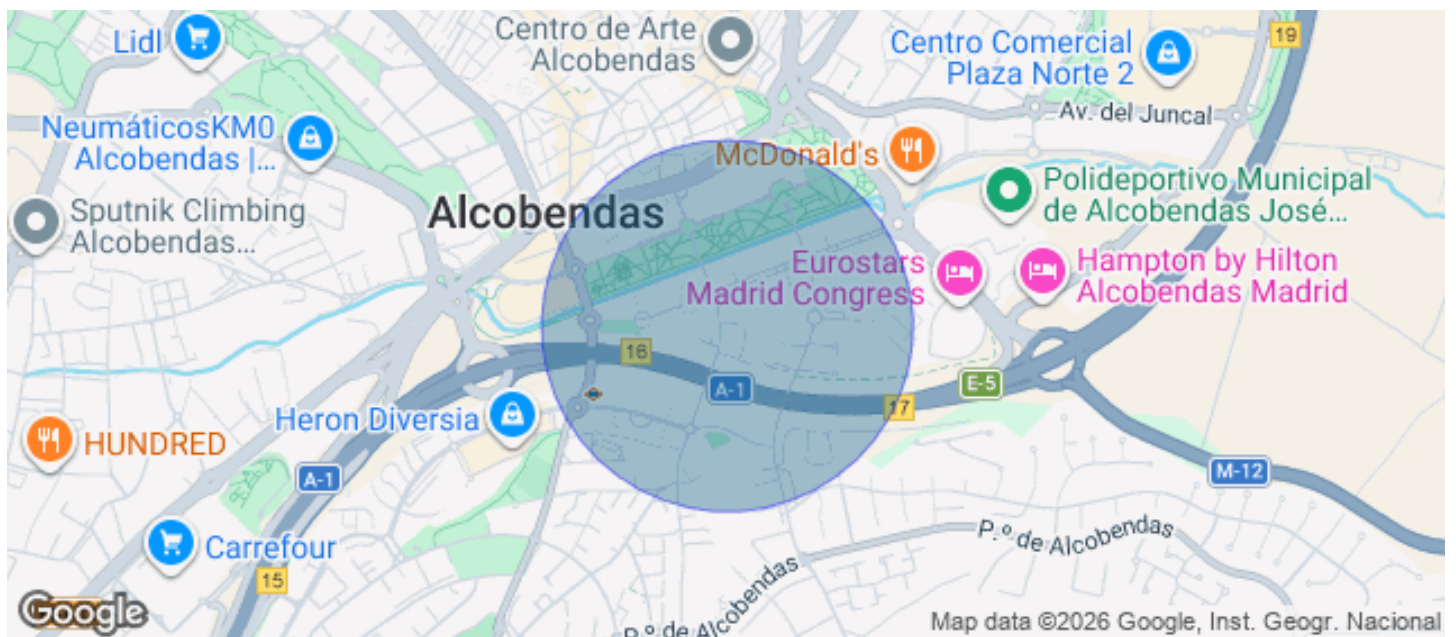 Lidl
Centro de Arte
Alcobendas
Centro Comercial
Plaza Norte 2
19
Av. del Juncal
NeumáticosKM0
Alcobendas |...
McDonald's
Polideportivo Municipal
de Alcobendas José...
Sputnik Climbing
Alcobendas...
Alcobendas
Eurostars
Madrid Congress
Hampton by Hilton
Alcobendas Madrid
16
A-1
E-5
17
Heron Diversia
HUNDRED
A-1
M-12
P.º de Alcobendas
Carrefour
15
P.º de Alcobendas
Google
Map data ©2026 Google, Inst. Geogr. Nacional